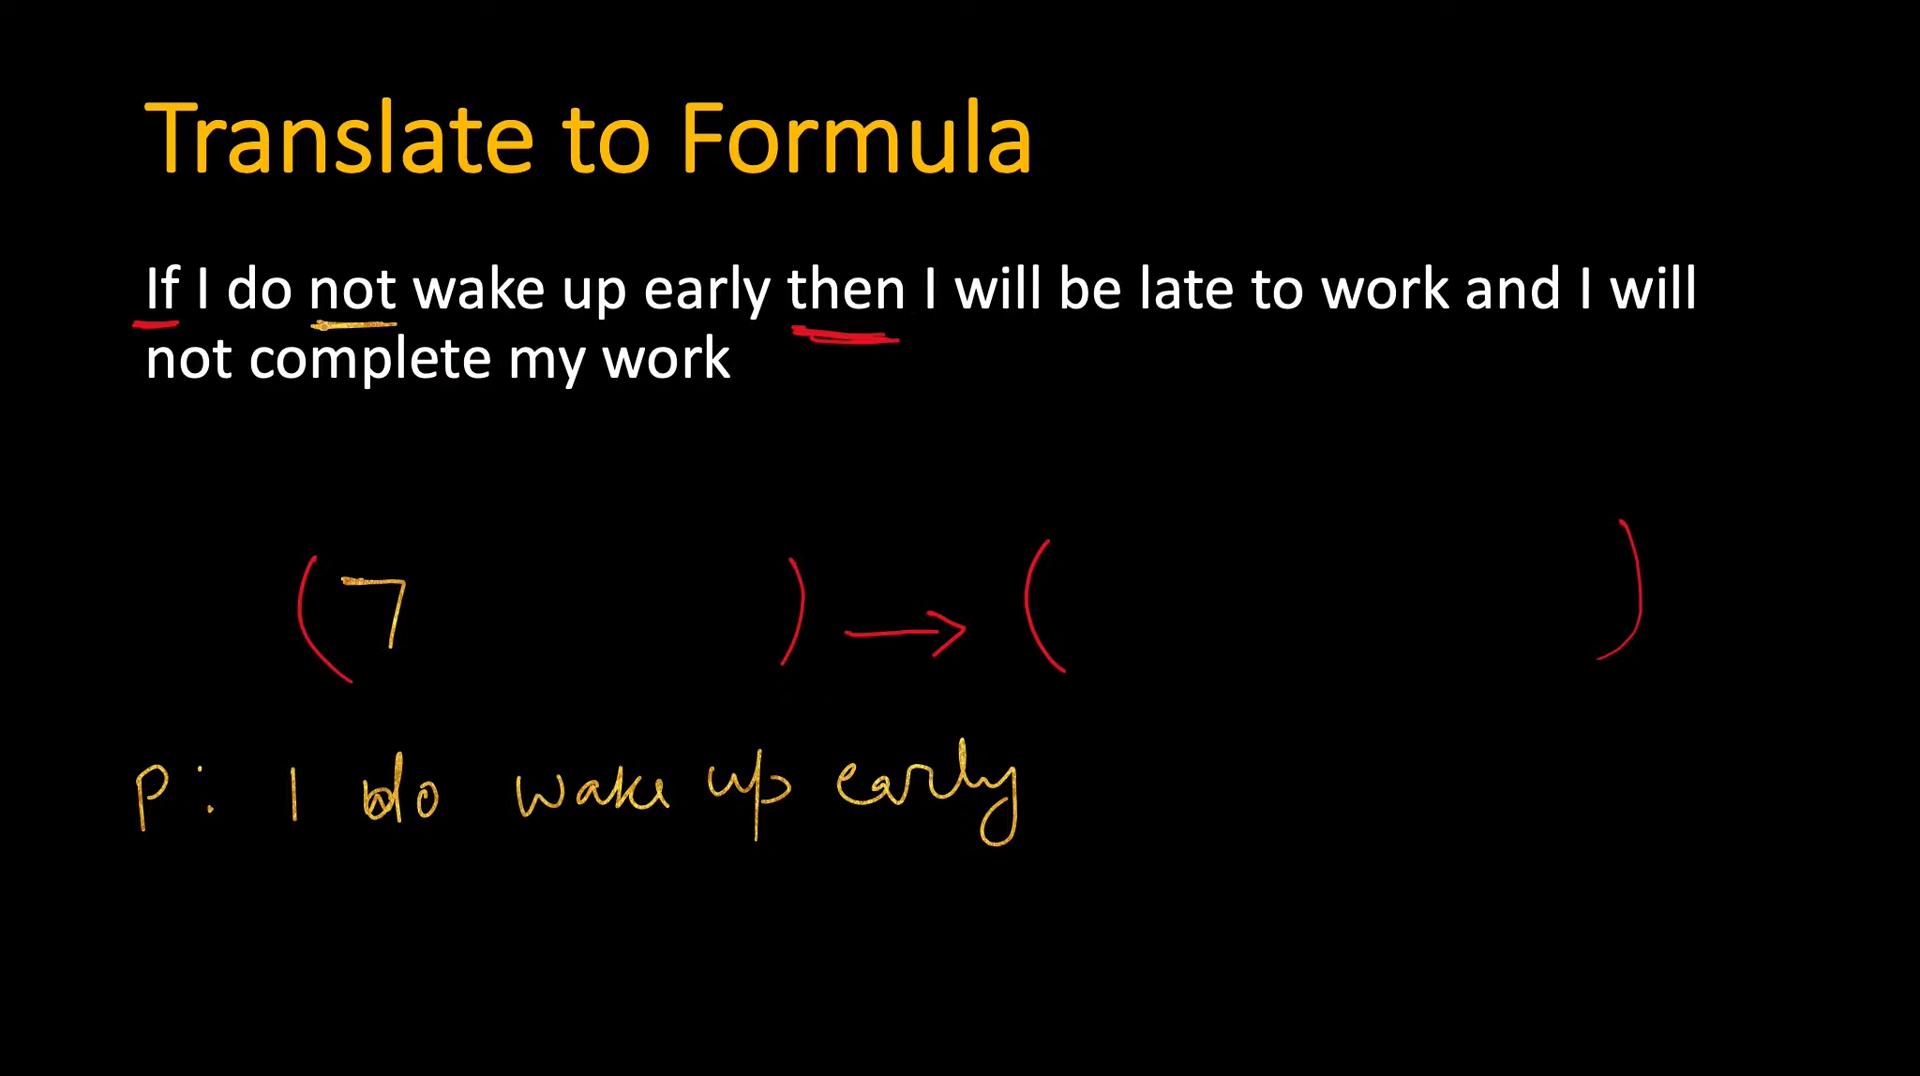 Translate to Formula
If I do not wake up early then I will be late to work and I will
not complete my work
(¬ ) → ( )
P: I do wake up early